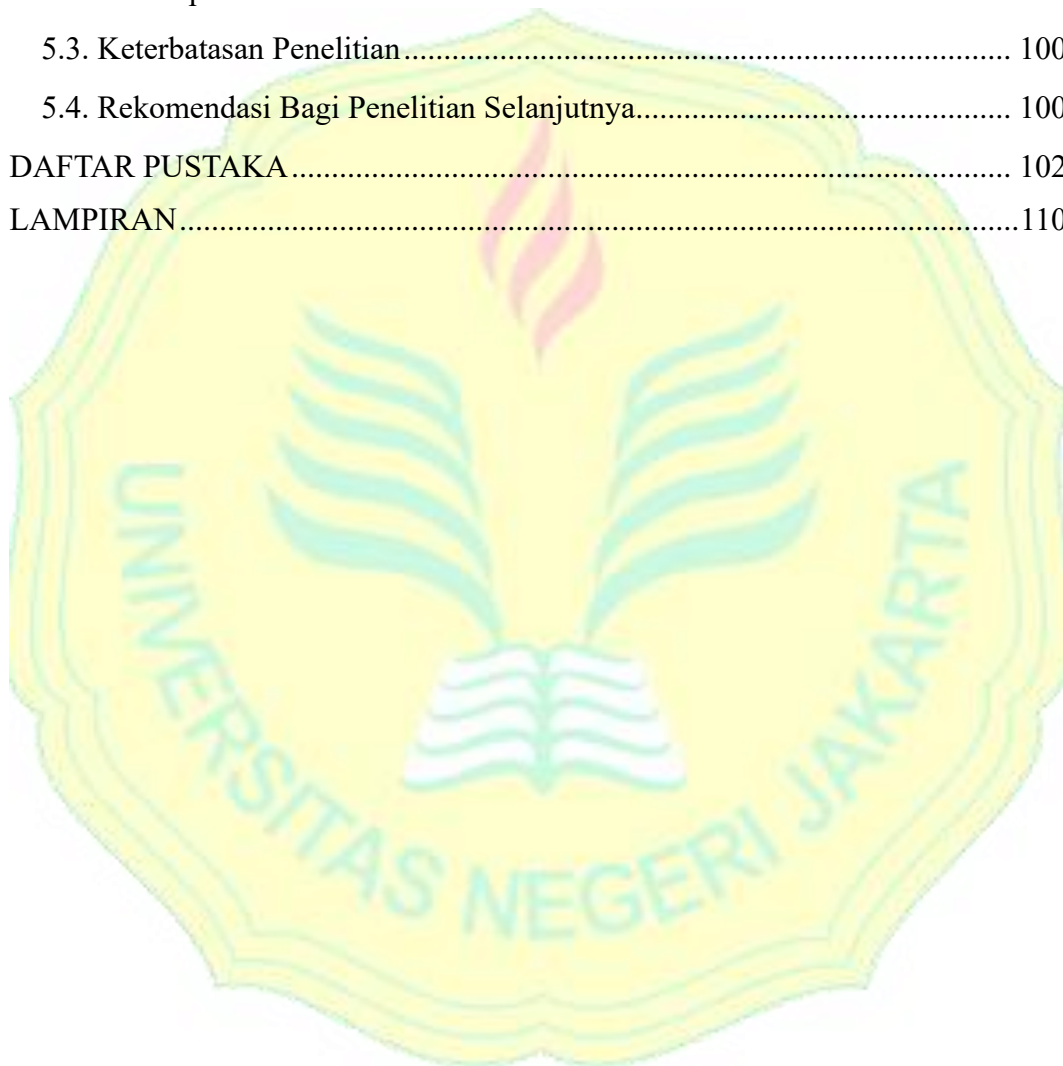 5.3. Keterbatasan Penelitian........................................................................... 100
5.4. Rekomendasi Bagi Penelitian Selanjutnya............................................... 100
DAFTAR PUSTAKA......................................................................................... 102
LAMPIRAN.......................................................................................................110
UNIVERSITAS NEGERI JAKARTA